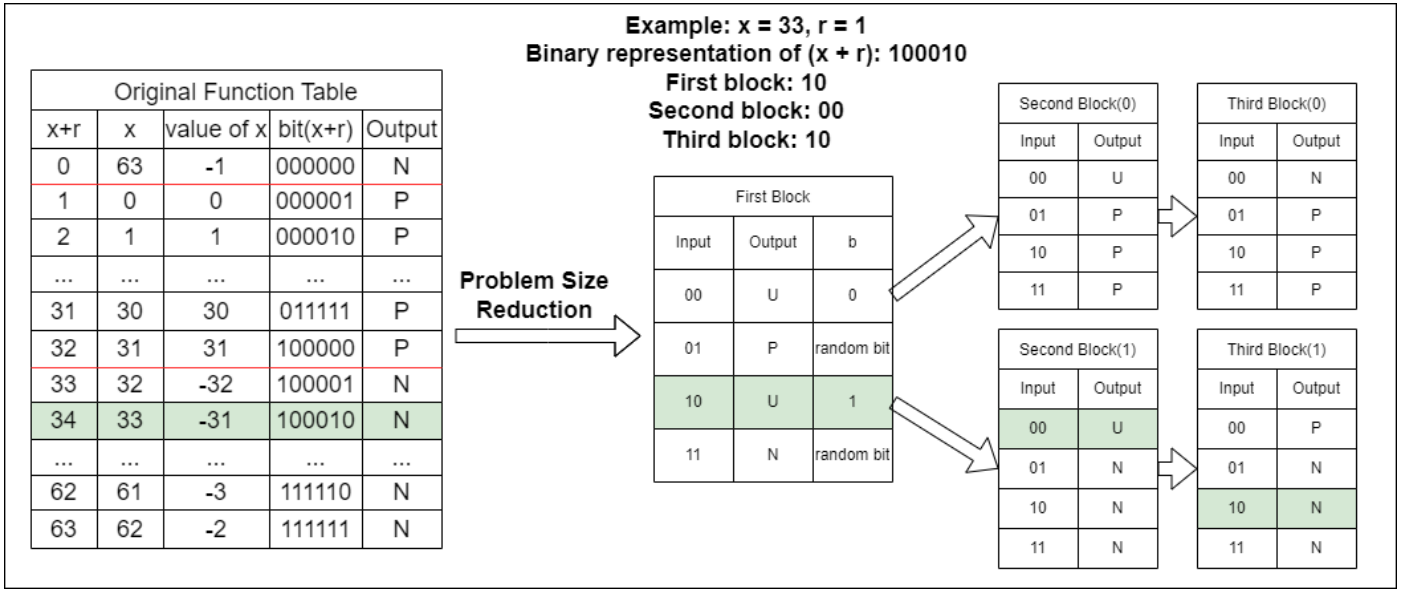 Example: x = 33, r = 1
Binary representation of (x + r): 100010
First block: 10
Second block: 00
Third block: 10
Original Function Table
x+r x value of x bit(x+r) Output
0 63 -1 000000 N
1 0 0 000001 P
2 1 1 000010 P
... ... ... ... ...
31 30 30 011111 P
32 31 31 100000 P
33 32 -32 100001 N
34 33 -31 100010 N
... ... ... ... ...
62 61 -3 111110 N
63 62 -2 111111 N
Problem Size
Reduction
First Block
Input Output b
00 U 0
01 P random bit
10 U 1
11 N random bit
Second Block(0)
Input Output
00 U
01 P
10 P
11 P
Third Block(0)
Input Output
00 N
01 P
10 P
11 P
Second Block(1)
Input Output
00 U
01 N
10 N
11 N
Third Block(1)
Input Output
00 P
01 N
10 N
11 N